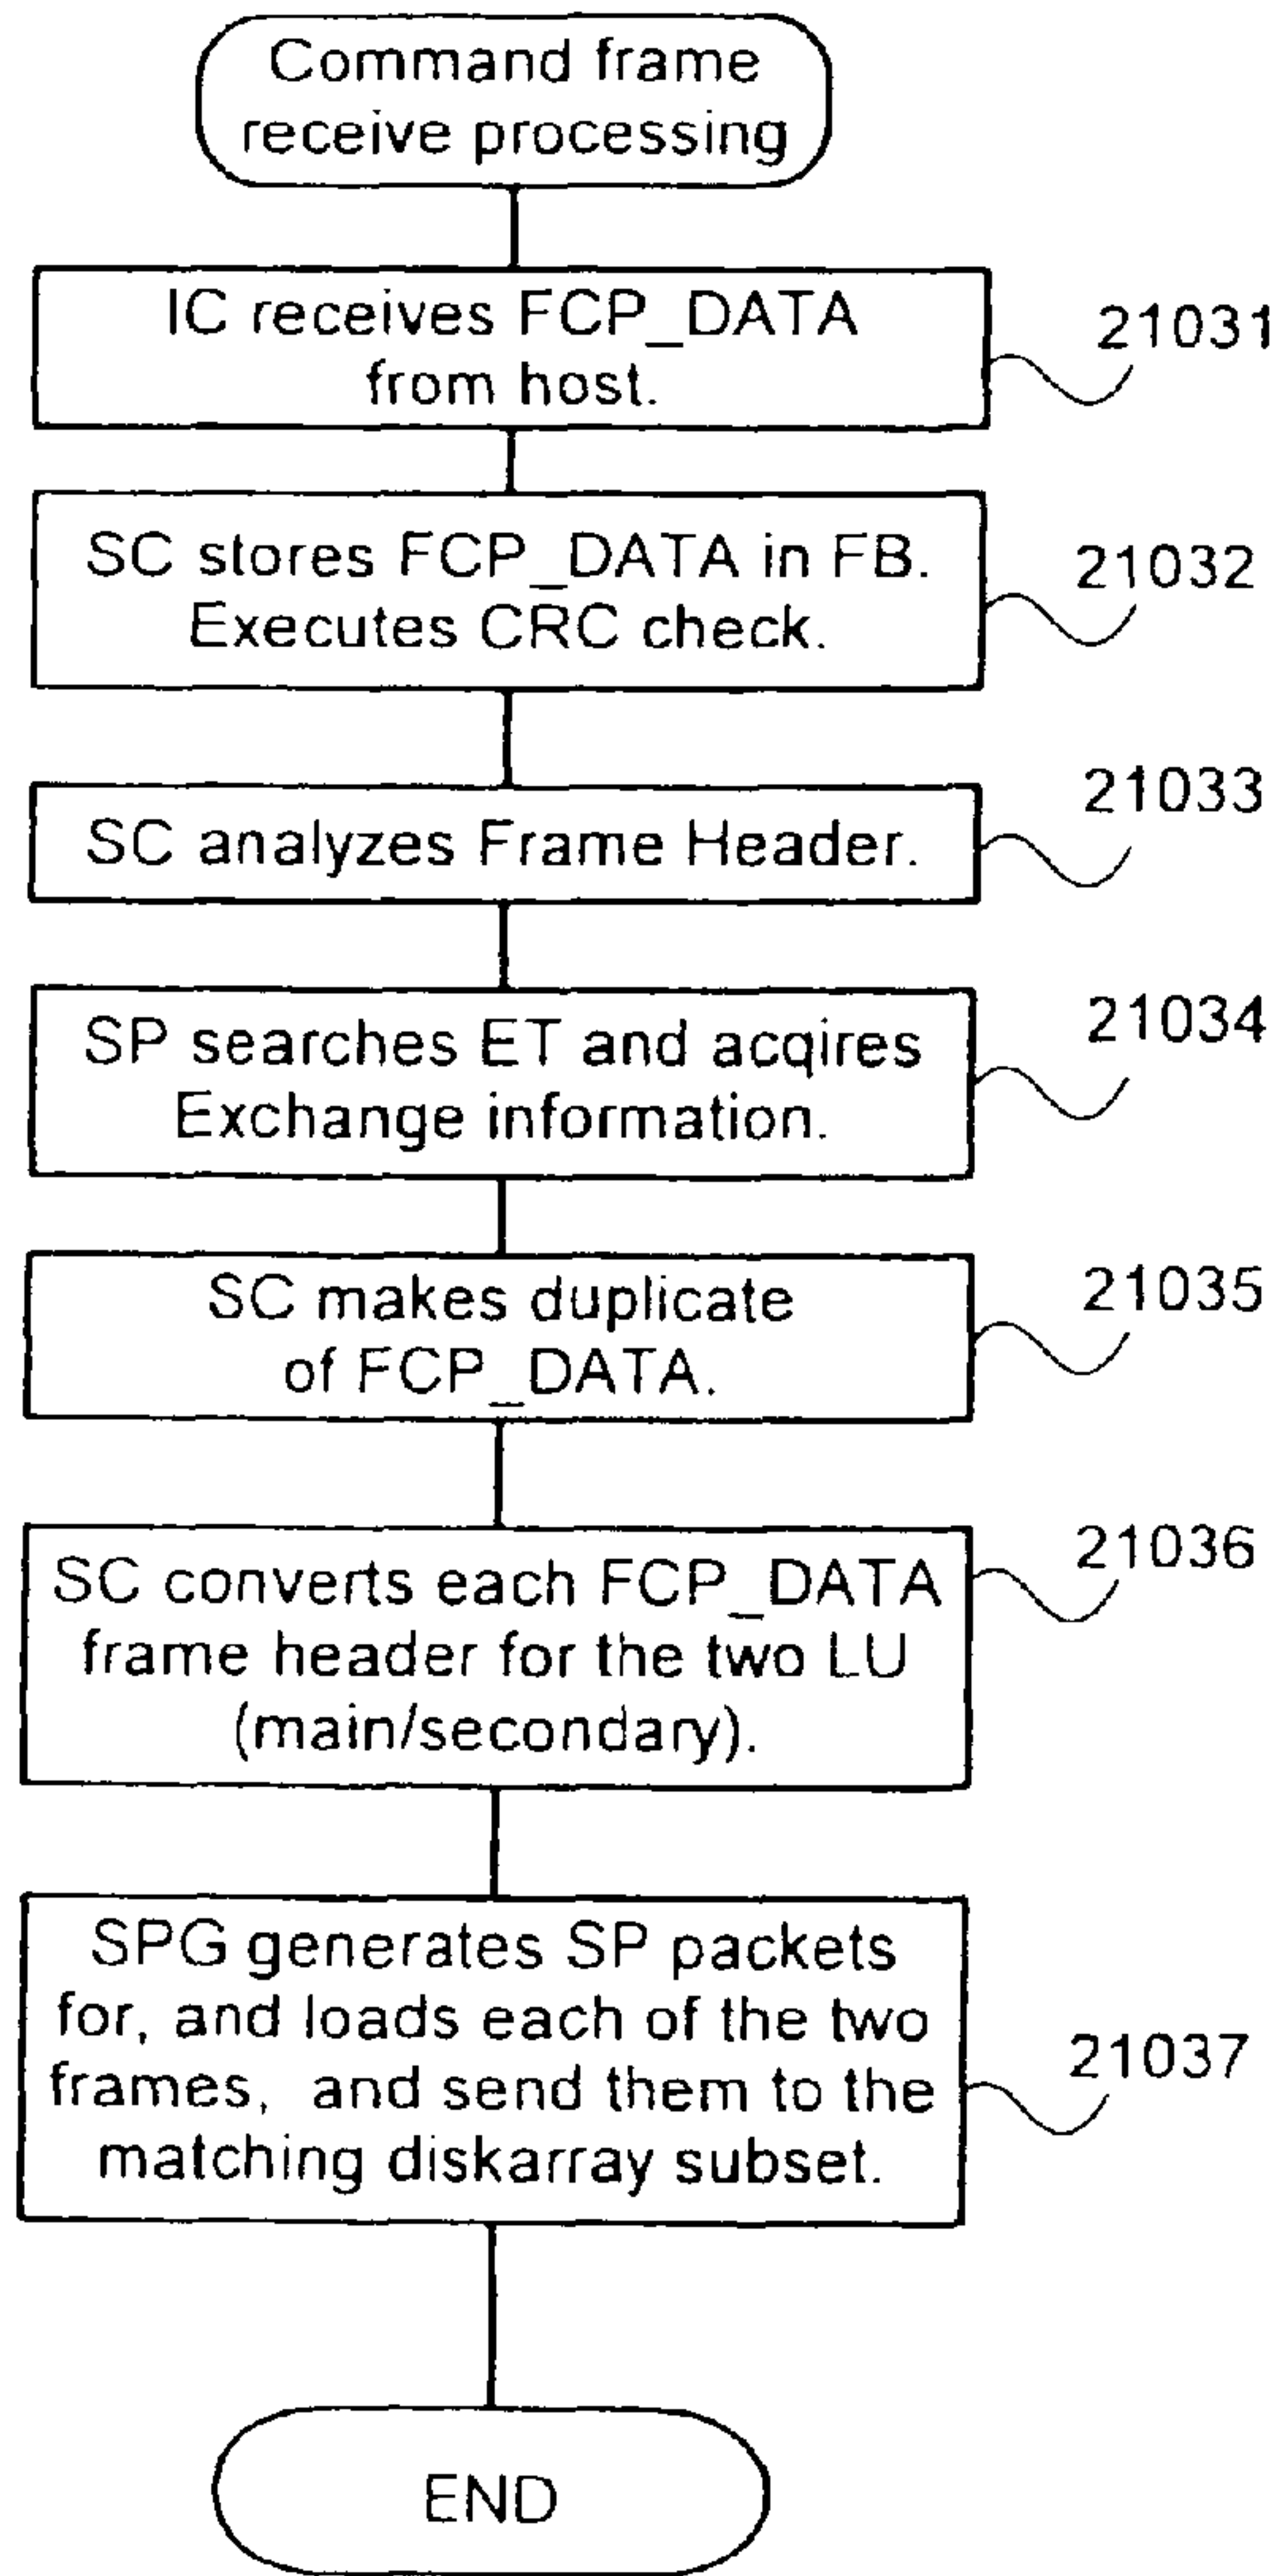 Command frame
receive processing
IC receives FCP_DATA
from host.
21031
SC stores FCP_DATA in FB.
Executes CRC check.
21032
SC analyzes Frame Header.
21033
SP searches ET and acqires
Exchange information.
21034
SC makes duplicate
of FCP_DATA.
21035
SC converts each FCP_DATA
frame header for the two LU
(main/secondary).
21036
SPG generates SP packets
for, and loads each of the two
frames, and send them to the
matching diskarray subset.
21037
END